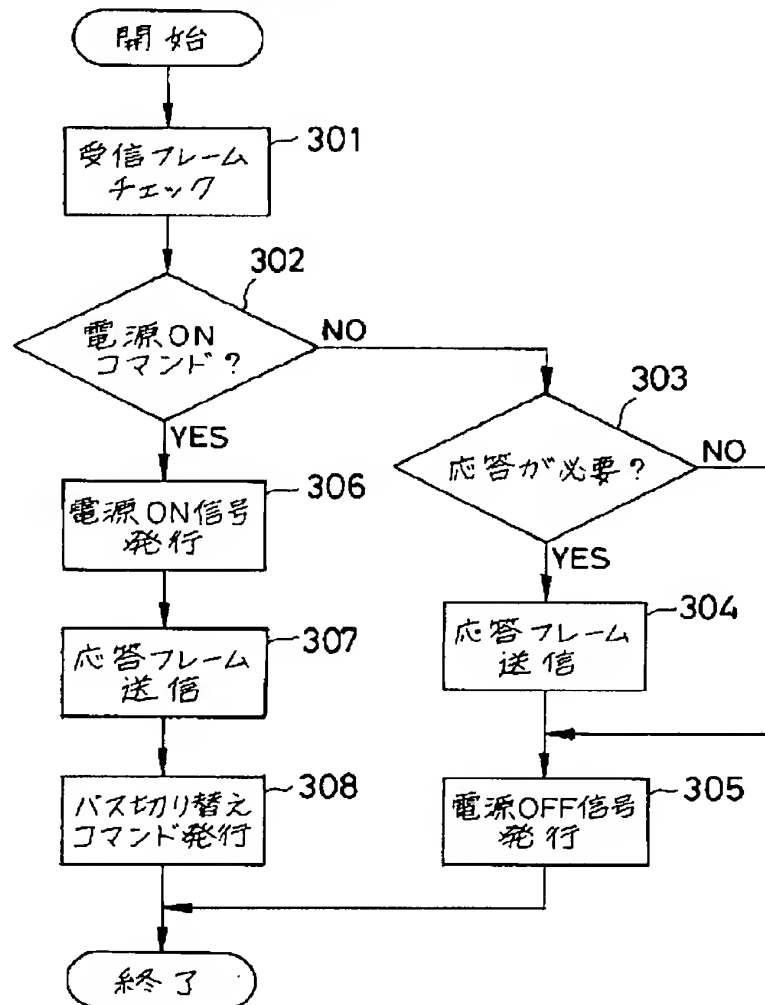 開始
受信フレーム
チェック
301
302
電源ON
コマンド?
NO
YES
303
応答が必要?
NO
YES
306
電源ON信号
発行
304
応答フレーム
送信
307
応答フレーム
送信
308
バス切り替え
コマンド発行
305
電源OFF信号
発行
終了